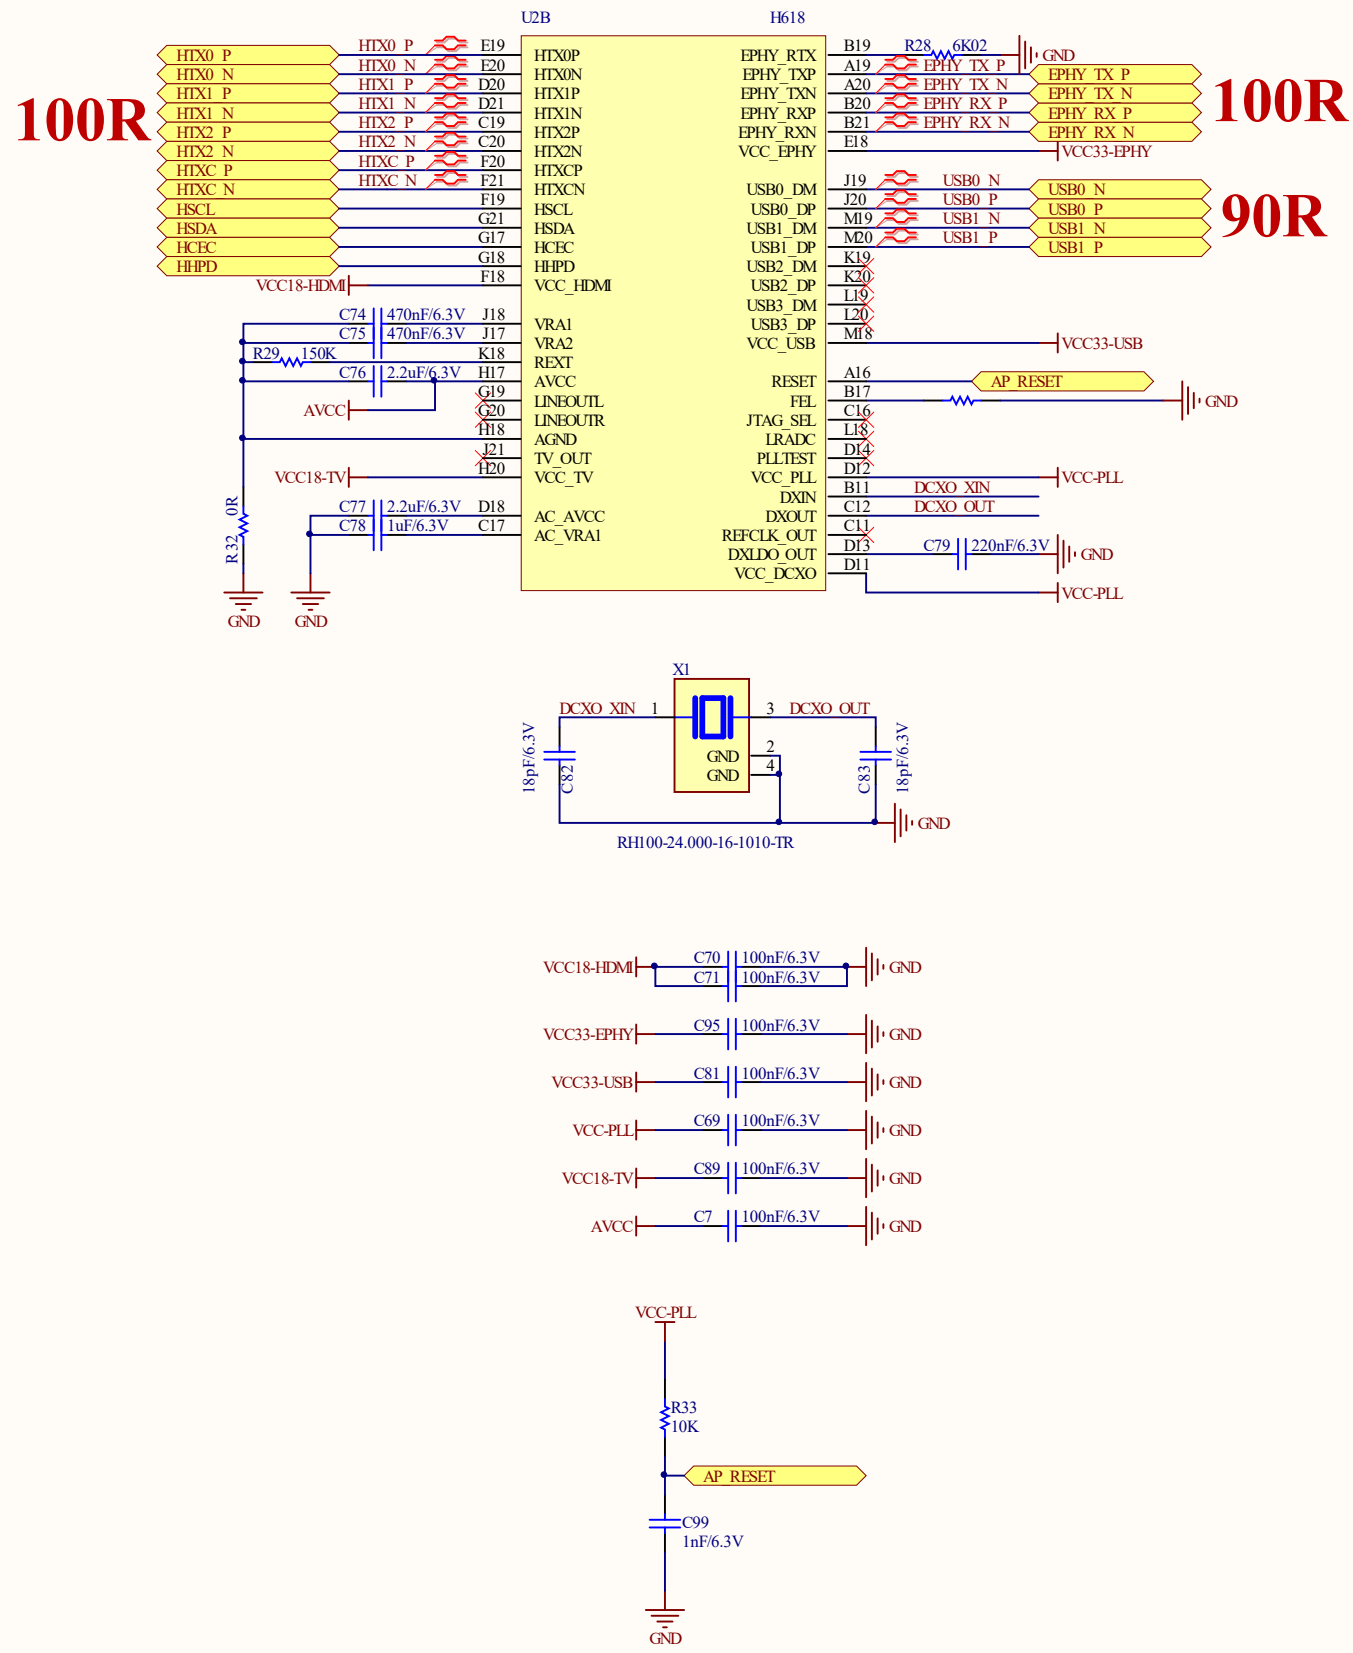 U2B H618
HTX0_P HTX0_P E19 HTX0P EPHY_RTX B19 R28 6K02 GND
HTX0_N HTX0_N E20 HTX0N EPHY_TXP A19 EPHY_TX_P EPHY_TX_P
HTX1_P HTX1_P D20 HTX1P EPHY_TXN A20 EPHY_TX_N EPHY_TX_N
HTX1_N HTX1_N D21 HTX1N EPHY_RXP B20 EPHY_RX_P EPHY_RX_P
100R 100R
HTX2_P HTX2_P C19 HTX2P EPHY_RXN B21 EPHY_RX_N EPHY_RX_N
HTX2_N HTX2_N C20 HTX2N VCC_EPHY E18 VCC33-EPHY
HTXC_P HTXC_P F20 HTXCP
HTXC_N HTXC_N F21 HTXCN USB0_DM J19 USB0_N USB0_N
HSCL F19 HSCL USB0_DP J20 USB0_P USB0_P
90R
HSDA G21 HSDA USB1_DM M19 USB1_N USB1_N
HCEC G17 HCEC USB1_DP M20 USB1_P USB1_P
HHPD G18 HHPD USB2_DM K19
VCC18-HDMI F18 VCC_HDMI USB2_DP K20
USB3_DM L19
C74 470nF/6.3V J18 VRA1 USB3_DP L20
C75 470nF/6.3V J17 VRA2 VCC_USB M18 VCC33-USB
R29 150K K18 REXT
C76 2.2uF/6.3V H17 AVCC RESET A16 AP_RESET
AVCC G19 LINEOUTL FEL B17 GND
G20 LINEOUTR JTAG_SEL C16
H18 AGND LRADC L18
J21 TV_OUT PLLTEST D14
VCC18-TV H20 VCC_TV VCC_PLL D12 VCC-PLL
DXIN B11 DCXO_XIN
R32 0R C77 2.2uF/6.3V D18 AC_AVCC DXOUT C12 DCXO_OUT
C78 1uF/6.3V C17 AC_VRA1 REFCLK_OUT C11
DXLDO_OUT D13 C79 220nF/6.3V GND
VCC_DCXO D11 VCC-PLL
GND GND
X1
DCXO_XIN 1 3 DCXO_OUT
18pF/6.3V C82 GND 2 C83 18pF/6.3V
GND 4
GND
RH100-24.000-16-1010-TR
VCC18-HDMI C70 100nF/6.3V GND
C71 100nF/6.3V
VCC33-EPHY C95 100nF/6.3V GND
VCC33-USB C81 100nF/6.3V GND
VCC-PLL C69 100nF/6.3V GND
VCC18-TV C89 100nF/6.3V GND
AVCC C7 100nF/6.3V GND
VCC-PLL
R33
10K
AP_RESET
C99
1nF/6.3V
GND